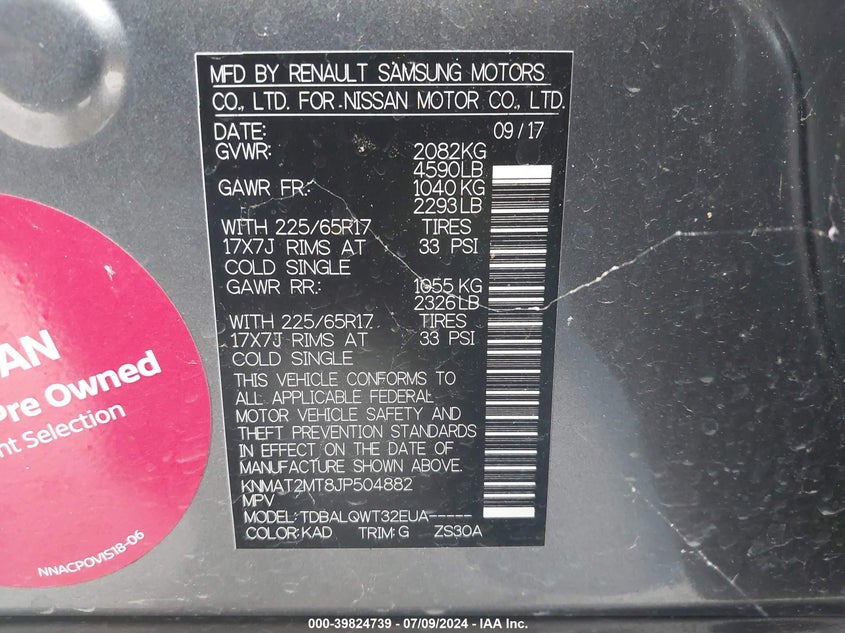 MFD BY RENAULT SAMSUNG MOTORS
CO., LTD. FOR NISSAN MOTOR CO., LTD.
DATE: 09/17
GVWR: 2082KG
4590LB
GAWR FR.: 1040KG
2293LB
WITH 225/65R17 TIRES
17X7J RIMS AT 33 PSI
COLD SINGLE
GAWR RR.: 1055 KG
2326LB
WITH 225/65R17 TIRES
17X7J RIMS AT 33 PSI
COLD SINGLE
THIS VEHICLE CONFORMS TO
ALL APPLICABLE FEDERAL
MOTOR VEHICLE SAFETY AND
THEFT PREVENTION STANDARDS
IN EFFECT ON THE DATE OF
MANUFACTURE SHOWN ABOVE.
KNMAT2MT8JP504882
MPV
MODEL: TDBALQWT32EUA-----
COLOR: KAD TRIM: G ZS30A
AN
Pre Owned
nt Selection
NNACPOVIS18-06
000-39824739 - 07/09/2024 - IAA Inc.